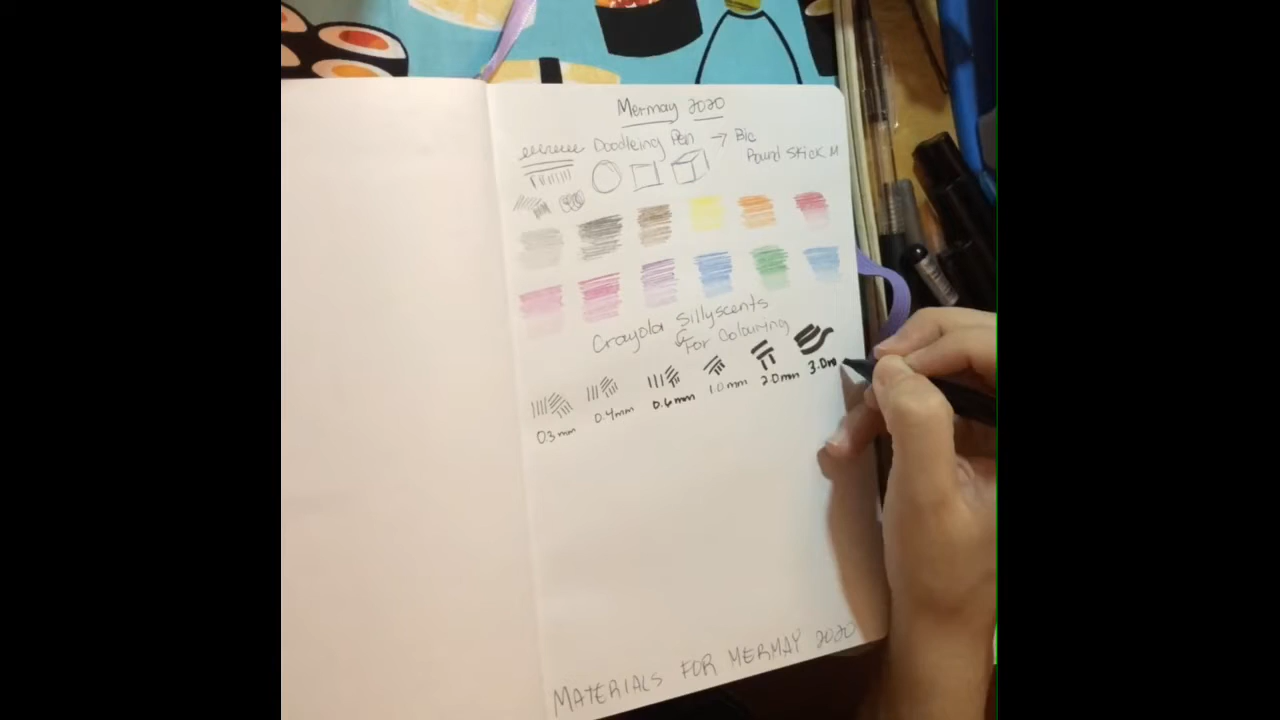 Mermay 2020
Doodleing Pen → Bic
Round Stick M
Crayola Sillyscents
For Colouring
0.3mm 0.4mm 0.6mm 1.0mm 2.0mm 3.0m
MATERIALS FOR MERMAY 2020